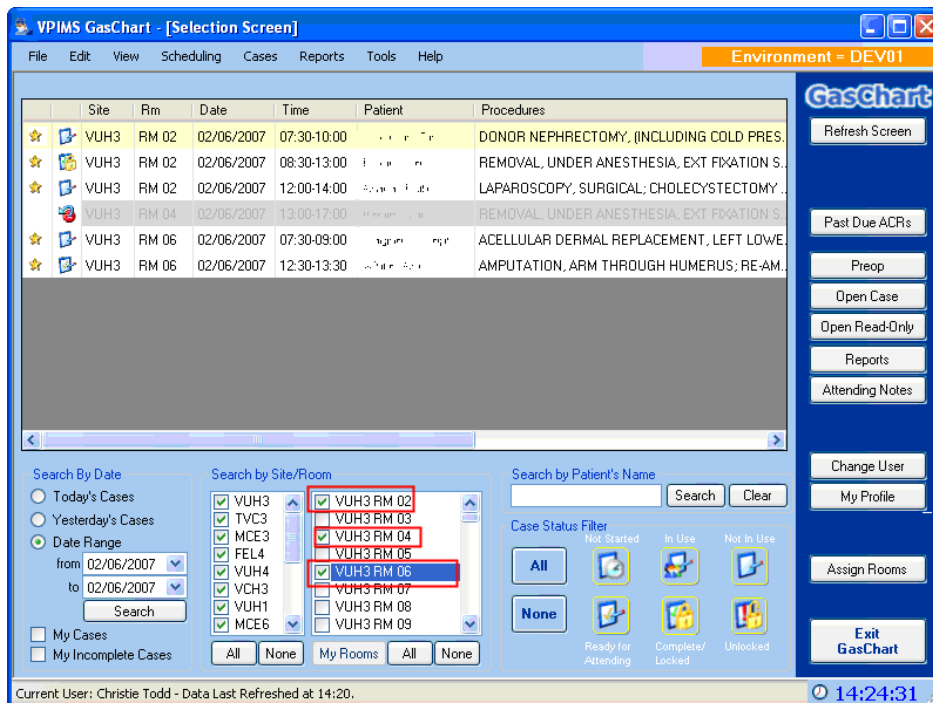 VPIMS GasChart - [Selection Screen]
File Edit View Scheduling Cases Reports Tools Help
Environment = DEV01
GasChart
Site Rm Date Time Patient Procedures
VUH3 RM 02 02/06/2007 07:30-10:00 DONOR NEPHRECTOMY, (INCLUDING COLD PRES.
VUH3 RM 02 02/06/2007 08:30-13:00 REMOVAL, UNDER ANESTHESIA, EXT FIXATION S..
VUH3 RM 02 02/06/2007 12:00-14:00 LAPAROSCOPY, SURGICAL; CHOLECYSTECTOMY ..
VUH3 RM 04 02/06/2007 13:00-17:00 REMOVAL, UNDER ANESTHESIA, EXT FIXATION S..
VUH3 RM 06 02/06/2007 07:30-09:00 ACELLULAR DERMAL REPLACEMENT, LEFT LOWE.
VUH3 RM 06 02/06/2007 12:30-13:30 AMPUTATION, ARM THROUGH HUMERUS; RE-AM..
Refresh Screen
Past Due ACRs
Preop
Open Case
Open Read-Only
Reports
Attending Notes
Change User
My Profile
Assign Rooms
Exit
GasChart
Search By Date
Today's Cases
Yesterday's Cases
Date Range
from 02/06/2007
to 02/06/2007
Search
My Cases
My Incomplete Cases
Search by Site/Room
VUH3
TVC3
MCE3
FEL4
VUH4
VCH3
VUH1
MCE6
All None
VUH3 RM 02
VUH3 RM 03
VUH3 RM 04
VUH3 RM 05
VUH3 RM 06
VUH3 RM 07
VUH3 RM 08
VUH3 RM 09
My Rooms All None
Search by Patient's Name
Search Clear
Case Status Filter
Not Started In Use Not In Use
All
None
Ready for Attending Complete/ Locked Unlocked
Current User: Christie Todd - Data Last Refreshed at 14:20.
14:24:31